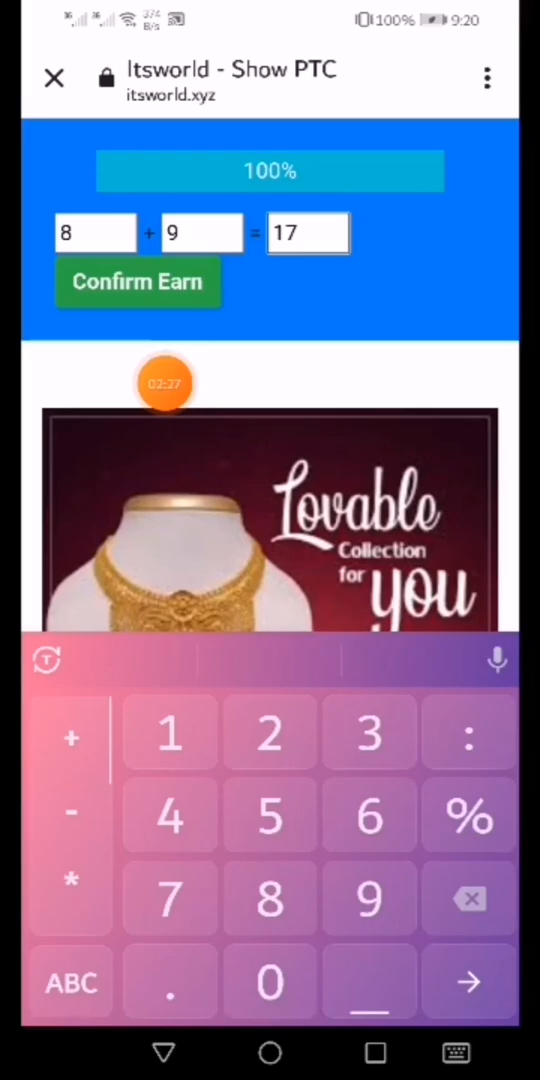 374
B/s
100% 9:20
Itsworld - Show PTC
itsworld.xyz
100%
8 + 9 = 17
Confirm Earn
02:27
Lovable
Collection
for you
T
+ 1 2 3 :
- 4 5 6 %
* 7 8 9
ABC . 0 _ →